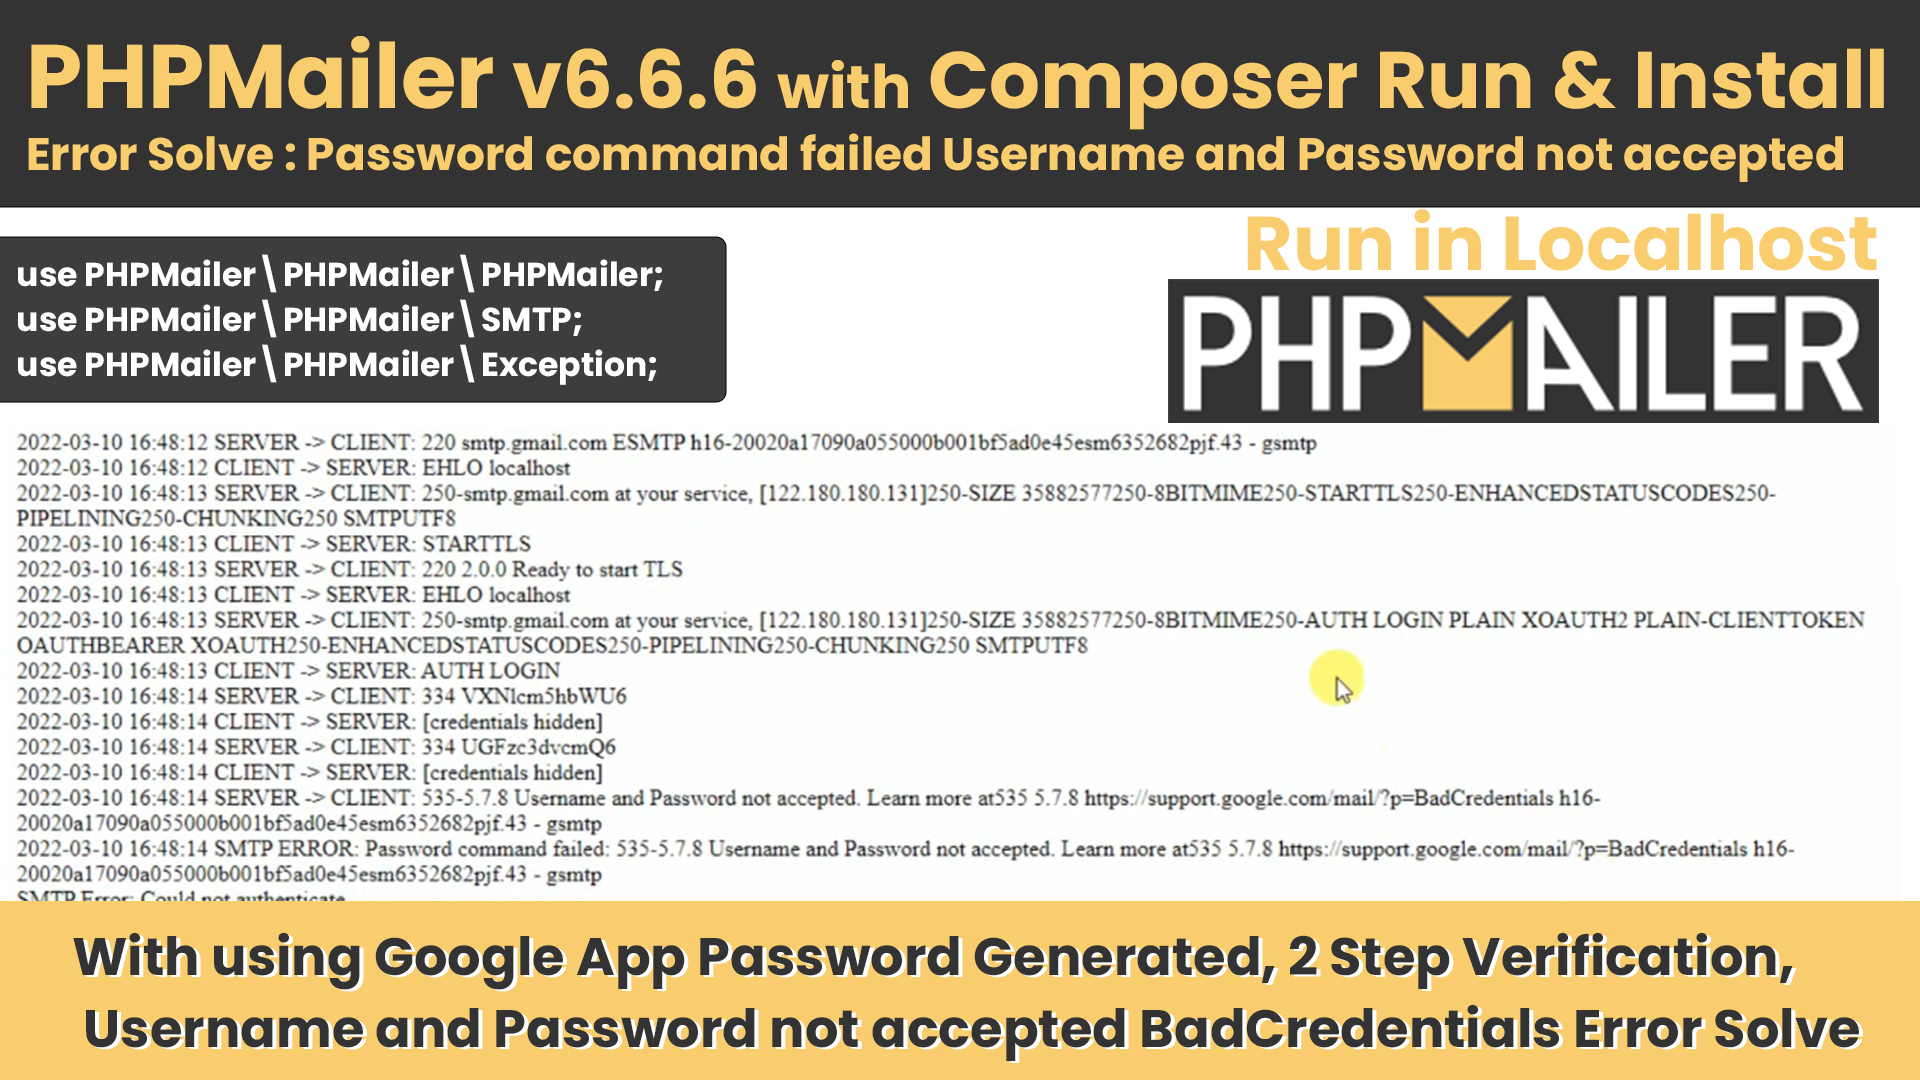 PHPMailer v6.6.6 with Composer Run & Install
Error Solve : Password command failed Username and Password not accepted
Run in Localhost
use PHPMailer\PHPMailer\PHPMailer;
use PHPMailer\PHPMailer\SMTP;
use PHPMailer\PHPMailer\Exception;
PHPMAILER
2022-03-10 16:48:12 SERVER -> CLIENT: 220 smtp.gmail.com ESMTP h16-20020a17090a055000b001bf5ad0e45esm6352682pjf.43 - gsmtp
2022-03-10 16:48:12 CLIENT -> SERVER: EHLO localhost
2022-03-10 16:48:13 SERVER -> CLIENT: 250-smtp.gmail.com at your service, [122.180.180.131]250-SIZE 35882577250-8BITMIME250-STARTTLS250-ENHANCEDSTATUSCODES250-
PIPELINING250-CHUNKING250 SMTPUTF8
2022-03-10 16:48:13 CLIENT -> SERVER: STARTTLS
2022-03-10 16:48:13 SERVER -> CLIENT: 220 2.0.0 Ready to start TLS
2022-03-10 16:48:13 CLIENT -> SERVER: EHLO localhost
2022-03-10 16:48:13 SERVER -> CLIENT: 250-smtp.gmail.com at your service, [122.180.180.131]250-SIZE 35882577250-8BITMIME250-AUTH LOGIN PLAIN XOAUTH2 PLAIN-CLIENTTOKEN
OAUTHBEARER XOAUTH250-ENHANCEDSTATUSCODES250-PIPELINING250-CHUNKING250 SMTPUTF8
2022-03-10 16:48:13 CLIENT -> SERVER: AUTH LOGIN
2022-03-10 16:48:14 SERVER -> CLIENT: 334 VXNlcm5hbWU6
2022-03-10 16:48:14 CLIENT -> SERVER: [credentials hidden]
2022-03-10 16:48:14 SERVER -> CLIENT: 334 UGFzc3dvcmQ6
2022-03-10 16:48:14 CLIENT -> SERVER: [credentials hidden]
2022-03-10 16:48:14 SERVER -> CLIENT: 535-5.7.8 Username and Password not accepted. Learn more at535 5.7.8 https://support.google.com/mail/?p=BadCredentials h16-
20020a17090a055000b001bf5ad0e45esm6352682pjf.43 - gsmtp
2022-03-10 16:48:14 SMTP ERROR: Password command failed: 535-5.7.8 Username and Password not accepted. Learn more at535 5.7.8 https://support.google.com/mail/?p=BadCredentials h16-
20020a17090a055000b001bf5ad0e45esm6352682pjf.43 - gsmtp
SMTP Error: Could not authenticate.
With using Google App Password Generated, 2 Step Verification,
Username and Password not accepted BadCredentials Error Solve